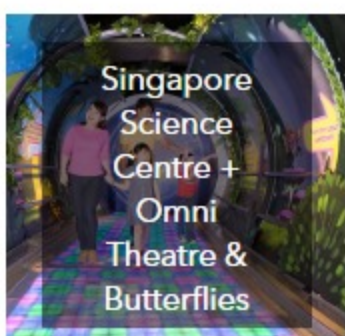 Singapore
Science
Centre +
Omni
Theatre &
Butterflies